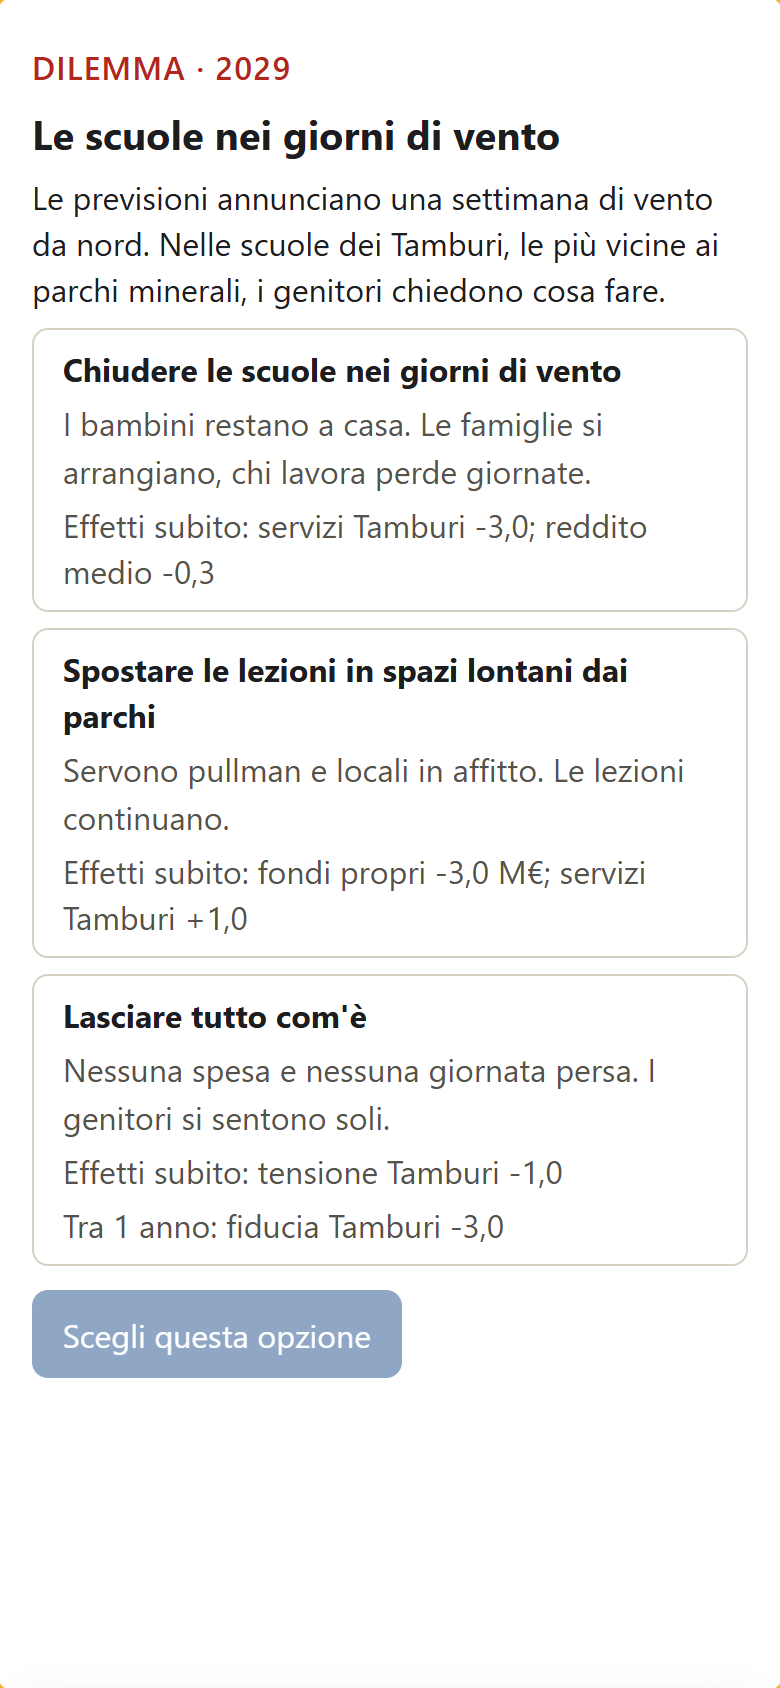 DILEMMA · 2029
Le scuole nei giorni di vento
Le previsioni annunciano una settimana di vento
da nord. Nelle scuole dei Tamburi, le più vicine ai
parchi minerali, i genitori chiedono cosa fare.
Chiudere le scuole nei giorni di vento
I bambini restano a casa. Le famiglie si
arrangiano, chi lavora perde giornate.
Effetti subito: servizi Tamburi -3,0; reddito
medio -0,3
Spostare le lezioni in spazi lontani dai
parchi
Servono pullman e locali in affitto. Le lezioni
continuano.
Effetti subito: fondi propri -3,0 M€; servizi
Tamburi +1,0
Lasciare tutto com'è
Nessuna spesa e nessuna giornata persa. I
genitori si sentono soli.
Effetti subito: tensione Tamburi -1,0
Tra 1 anno: fiducia Tamburi -3,0
Scegli questa opzione